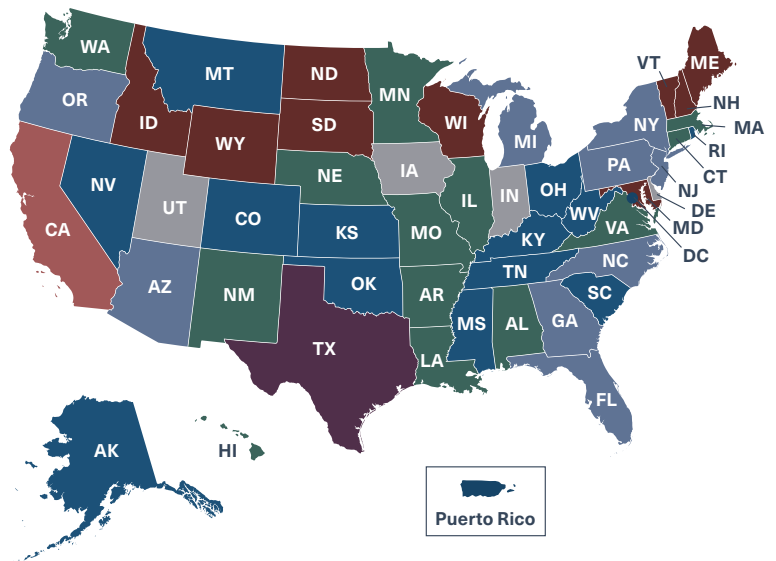 WA
MT
ND
MN
VT
ME
OR
ID
SD
WI
MI
NY
NH
MA
RI
CT
WY
NE
IA
IL
IN
OH
PA
NJ
DE
MD
DC
NV
UT
CO
KS
MO
KY
WV
VA
CA
AZ
NM
OK
AR
TN
NC
SC
TX
LA
MS
AL
GA
FL
AK
HI
Puerto Rico